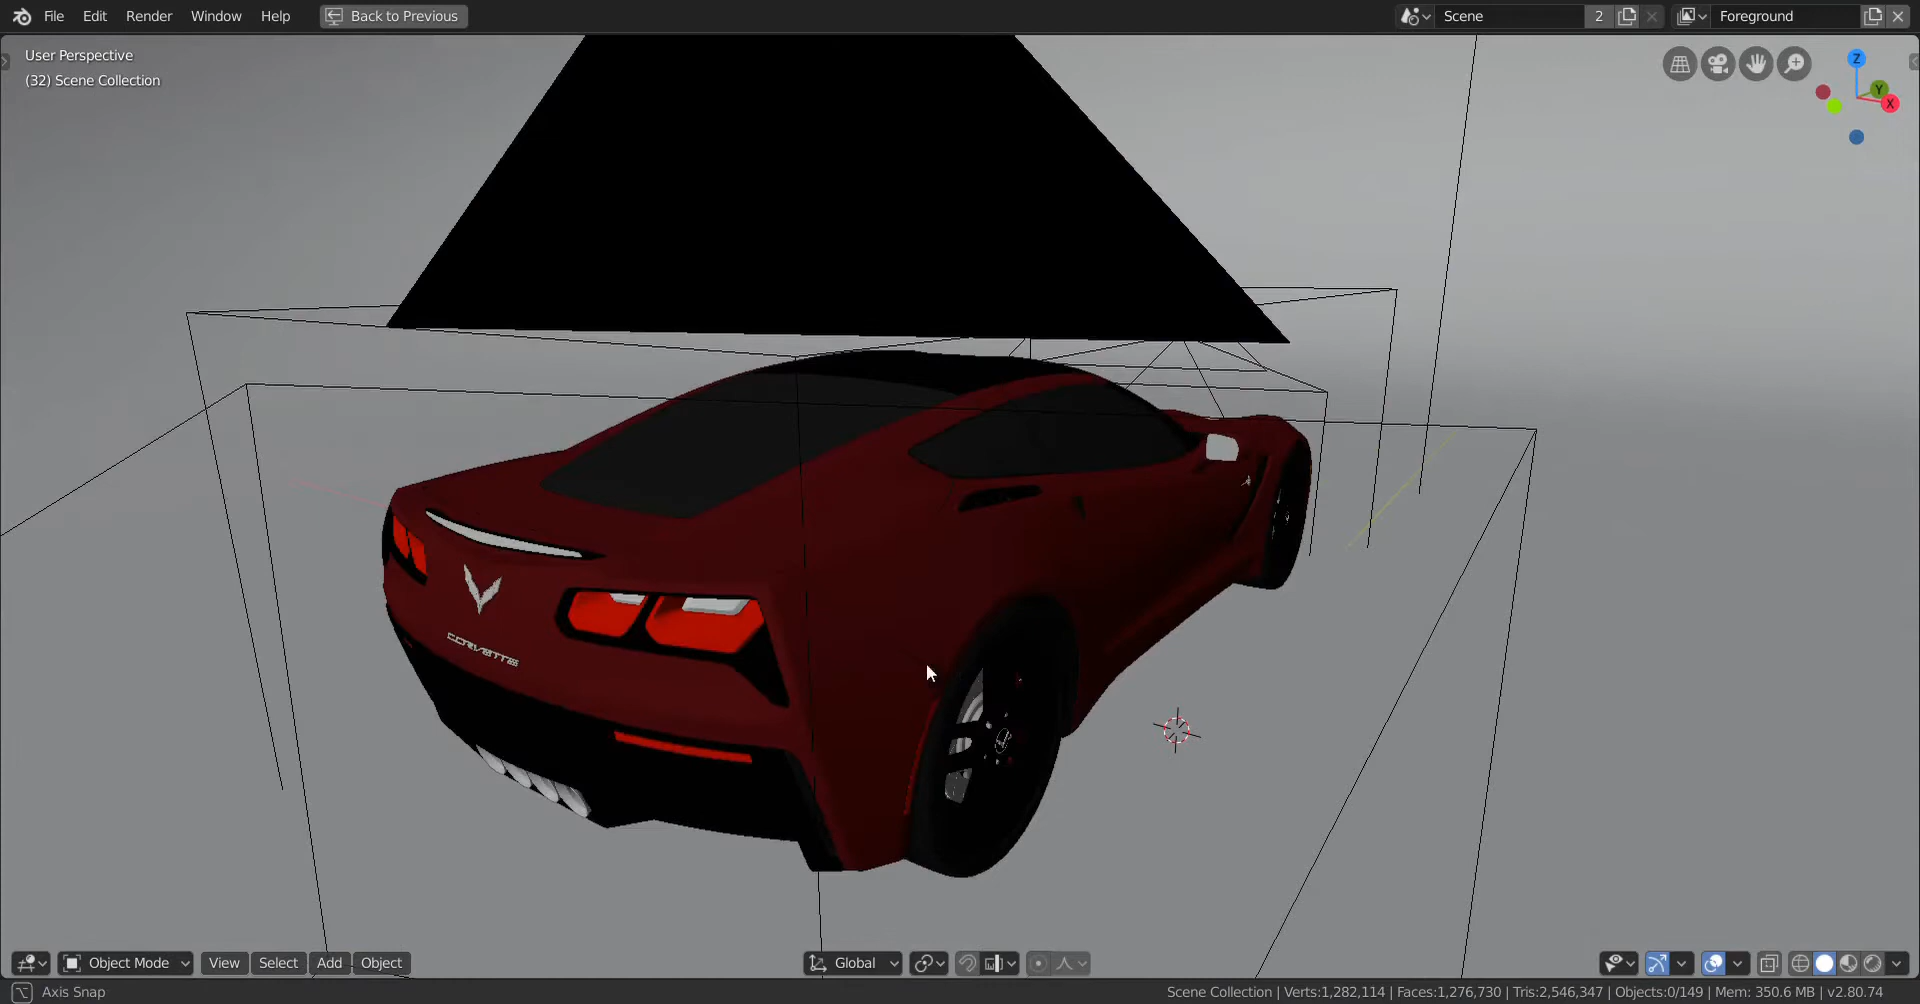 File Edit Render Window Help Back to Previous Scene 2 Foreground
User Perspective
(32) Scene Collection
Z
Y
X
CORVETTE
Object Mode View Select Add Object Global
Axis Snap Scene Collection | Verts:1,282,114 | Faces:1,276,730 | Tris:2,546,347 | Objects:0/149 | Mem: 350.6 MB | v2.80.74